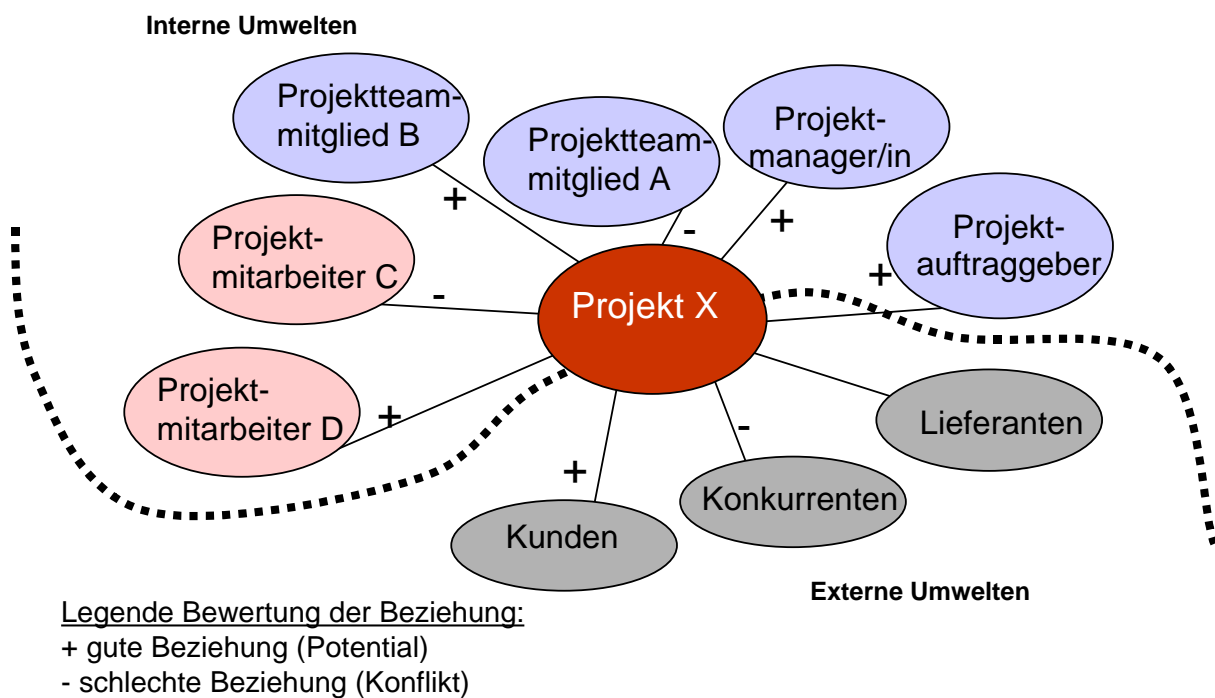 Interne Umwelten
Projektteam-
mitglied B
Projektteam-
mitglied A
Projekt-
manager/in
+
-
+
Projekt-
mitarbeiter C
Projekt-
auftraggeber
+
-
Projekt X
Projekt-
mitarbeiter D
+
Lieferanten
-
+
Konkurrenten
Kunden
Externe Umwelten
Legende Bewertung der Beziehung:
+ gute Beziehung (Potential)
- schlechte Beziehung (Konflikt)